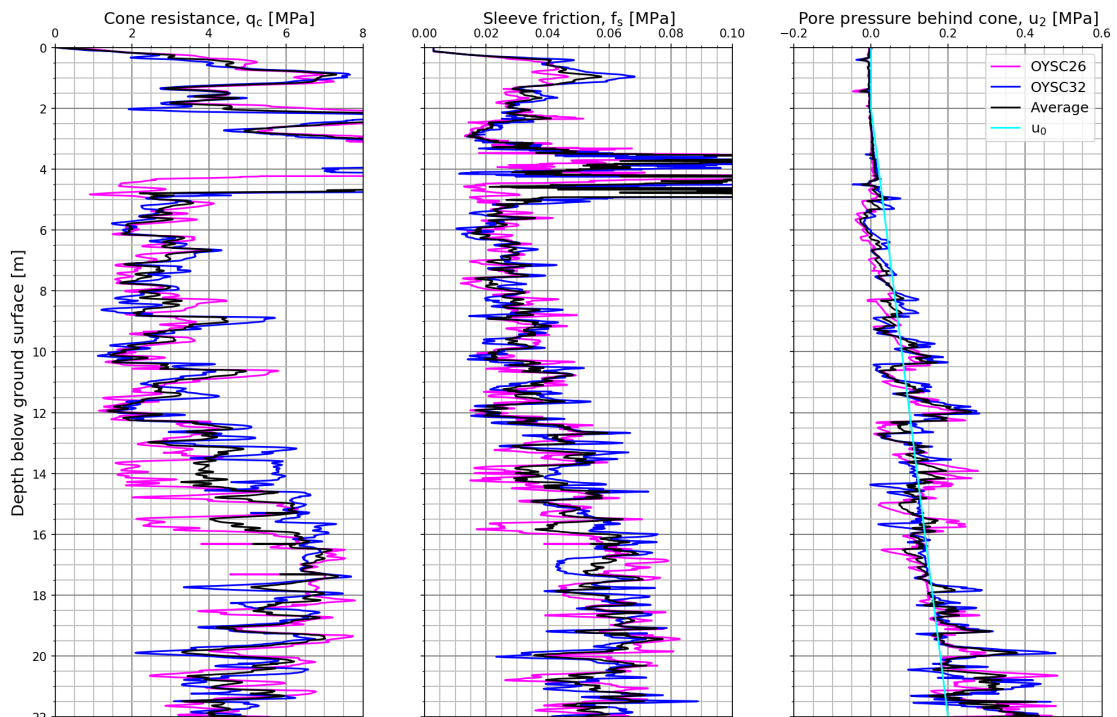 Cone resistance, qc [MPa]
Sleeve friction, fs [MPa]
Pore pressure behind cone, u2 [MPa]
0 2 4 6 8
0.00 0.02 0.04 0.06 0.08 0.10
−0.2 0.0 0.2 0.4 0.6
Depth below ground surface [m]
0
2
4
6
8
10
12
14
16
18
20
22
OYSC26
OYSC32
Average
u0